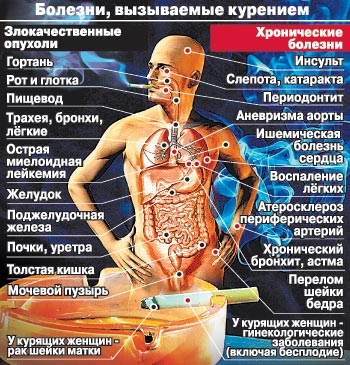 Болезни, вызываемые курением
Злокачественные
опухоли
Гортань
Рот и глотка
Пищевод
Трахея, бронхи,
лёгкие
Острая
миелоидная
лейкемия
Желудок
Поджелудочная
железа
Почки, уретра
Толстая кишка
Мочевой пузырь
У курящих женщин -
рак шейки матки
Хронические
болезни
Инсульт
Слепота, катаракта
Периодонтит
Аневризма аорты
Ишемическая
болезнь
сердца
Воспаление
лёгких
Атеросклероз
периферических
артерий
Хронический
бронхит, астма
Перелом
шейки
бедра
У курящих женщин -
гинекологические
заболевания
(включая бесплодие)